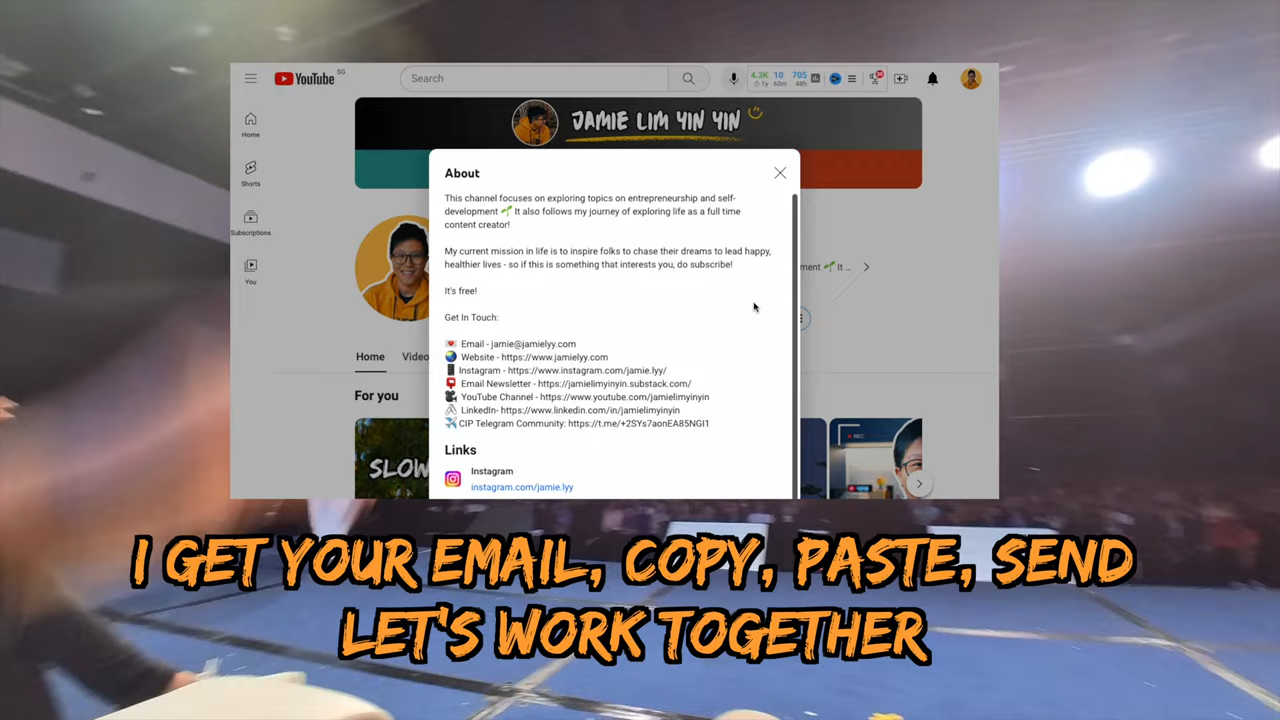 YouTube SG
Search
4.3K 10 705
1y 60m 48h
JAMIE LIM YIN YIN
Home
Shorts
Subscriptions
You
About
This channel focuses on exploring topics on entrepreneurship and self-
development 🌱 It also follows my journey of exploring life as a full time
content creator!
My current mission in life is to inspire folks to chase their dreams to lead happy,
healthier lives - so if this is something that interests you, do subscribe!
It's free!
Get In Touch:
💌 Email - jamie@jamielyy.com
🌏 Website - https://www.jamielyy.com
📱 Instagram - https://www.instagram.com/jamie.lyy/
📮 Email Newsletter - https://jamielimyinyin.substack.com/
🎥 YouTube Channel - https://www.youtube.com/jamielimyinyin
🖇 LinkedIn- https://www.linkedin.com/in/jamielimyinyin
✈️ CIP Telegram Community: https://t.me/+2SYs7aonEA85NGI1
Links
Instagram
instagram.com/jamie.lyy
ment 🌱 It ...
Home Video
For you
SLOW
REC
I GET YOUR EMAIL, COPY, PASTE, SEND
LET'S WORK TOGETHER